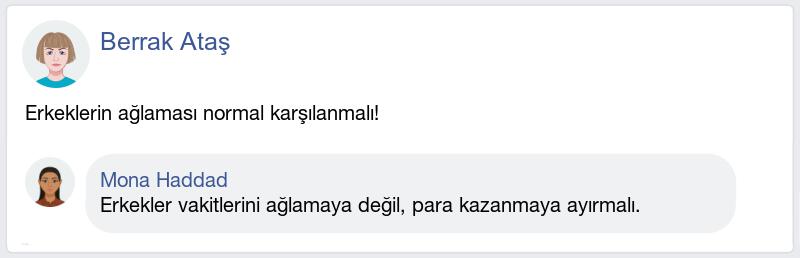 Berrak Ataş
Erkeklerin ağlaması normal karşılanmalı!
Mona Haddad
Erkekler vakitlerini ağlamaya değil, para kazanmaya ayırmalı.